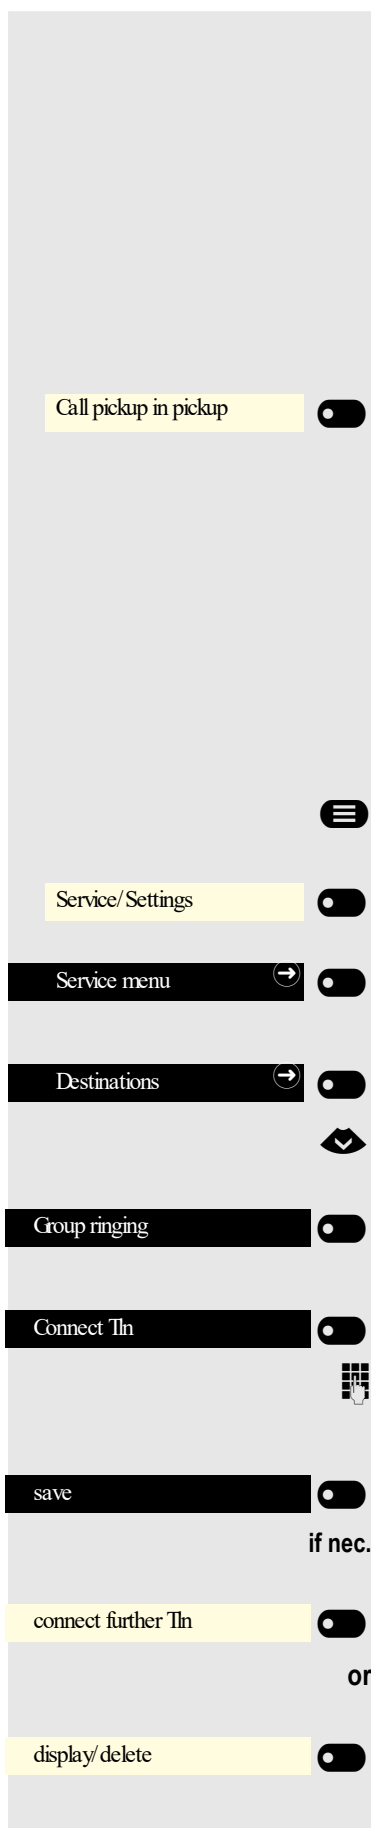 Call pickup in pickup
Service/Settings
Service menu
Destinations
Group ringing
Connect Tln
save
if nec.
connect further Tln
or
display/delete